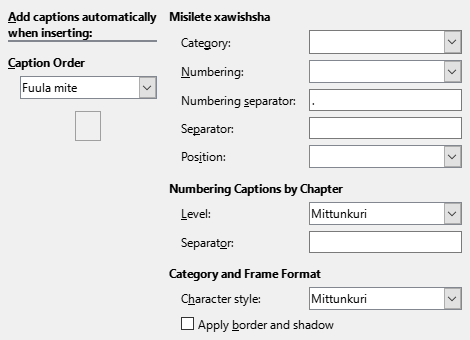 Add captions automatically
when inserting:
Caption Order
Fuula mite
Misilete xawishsha
Category:
Numbering:
Numbering separator: .
Separator:
Position:
Numbering Captions by Chapter
Level: Mittunkuri
Separator:
Category and Frame Format
Character style: Mittunkuri
Apply border and shadow